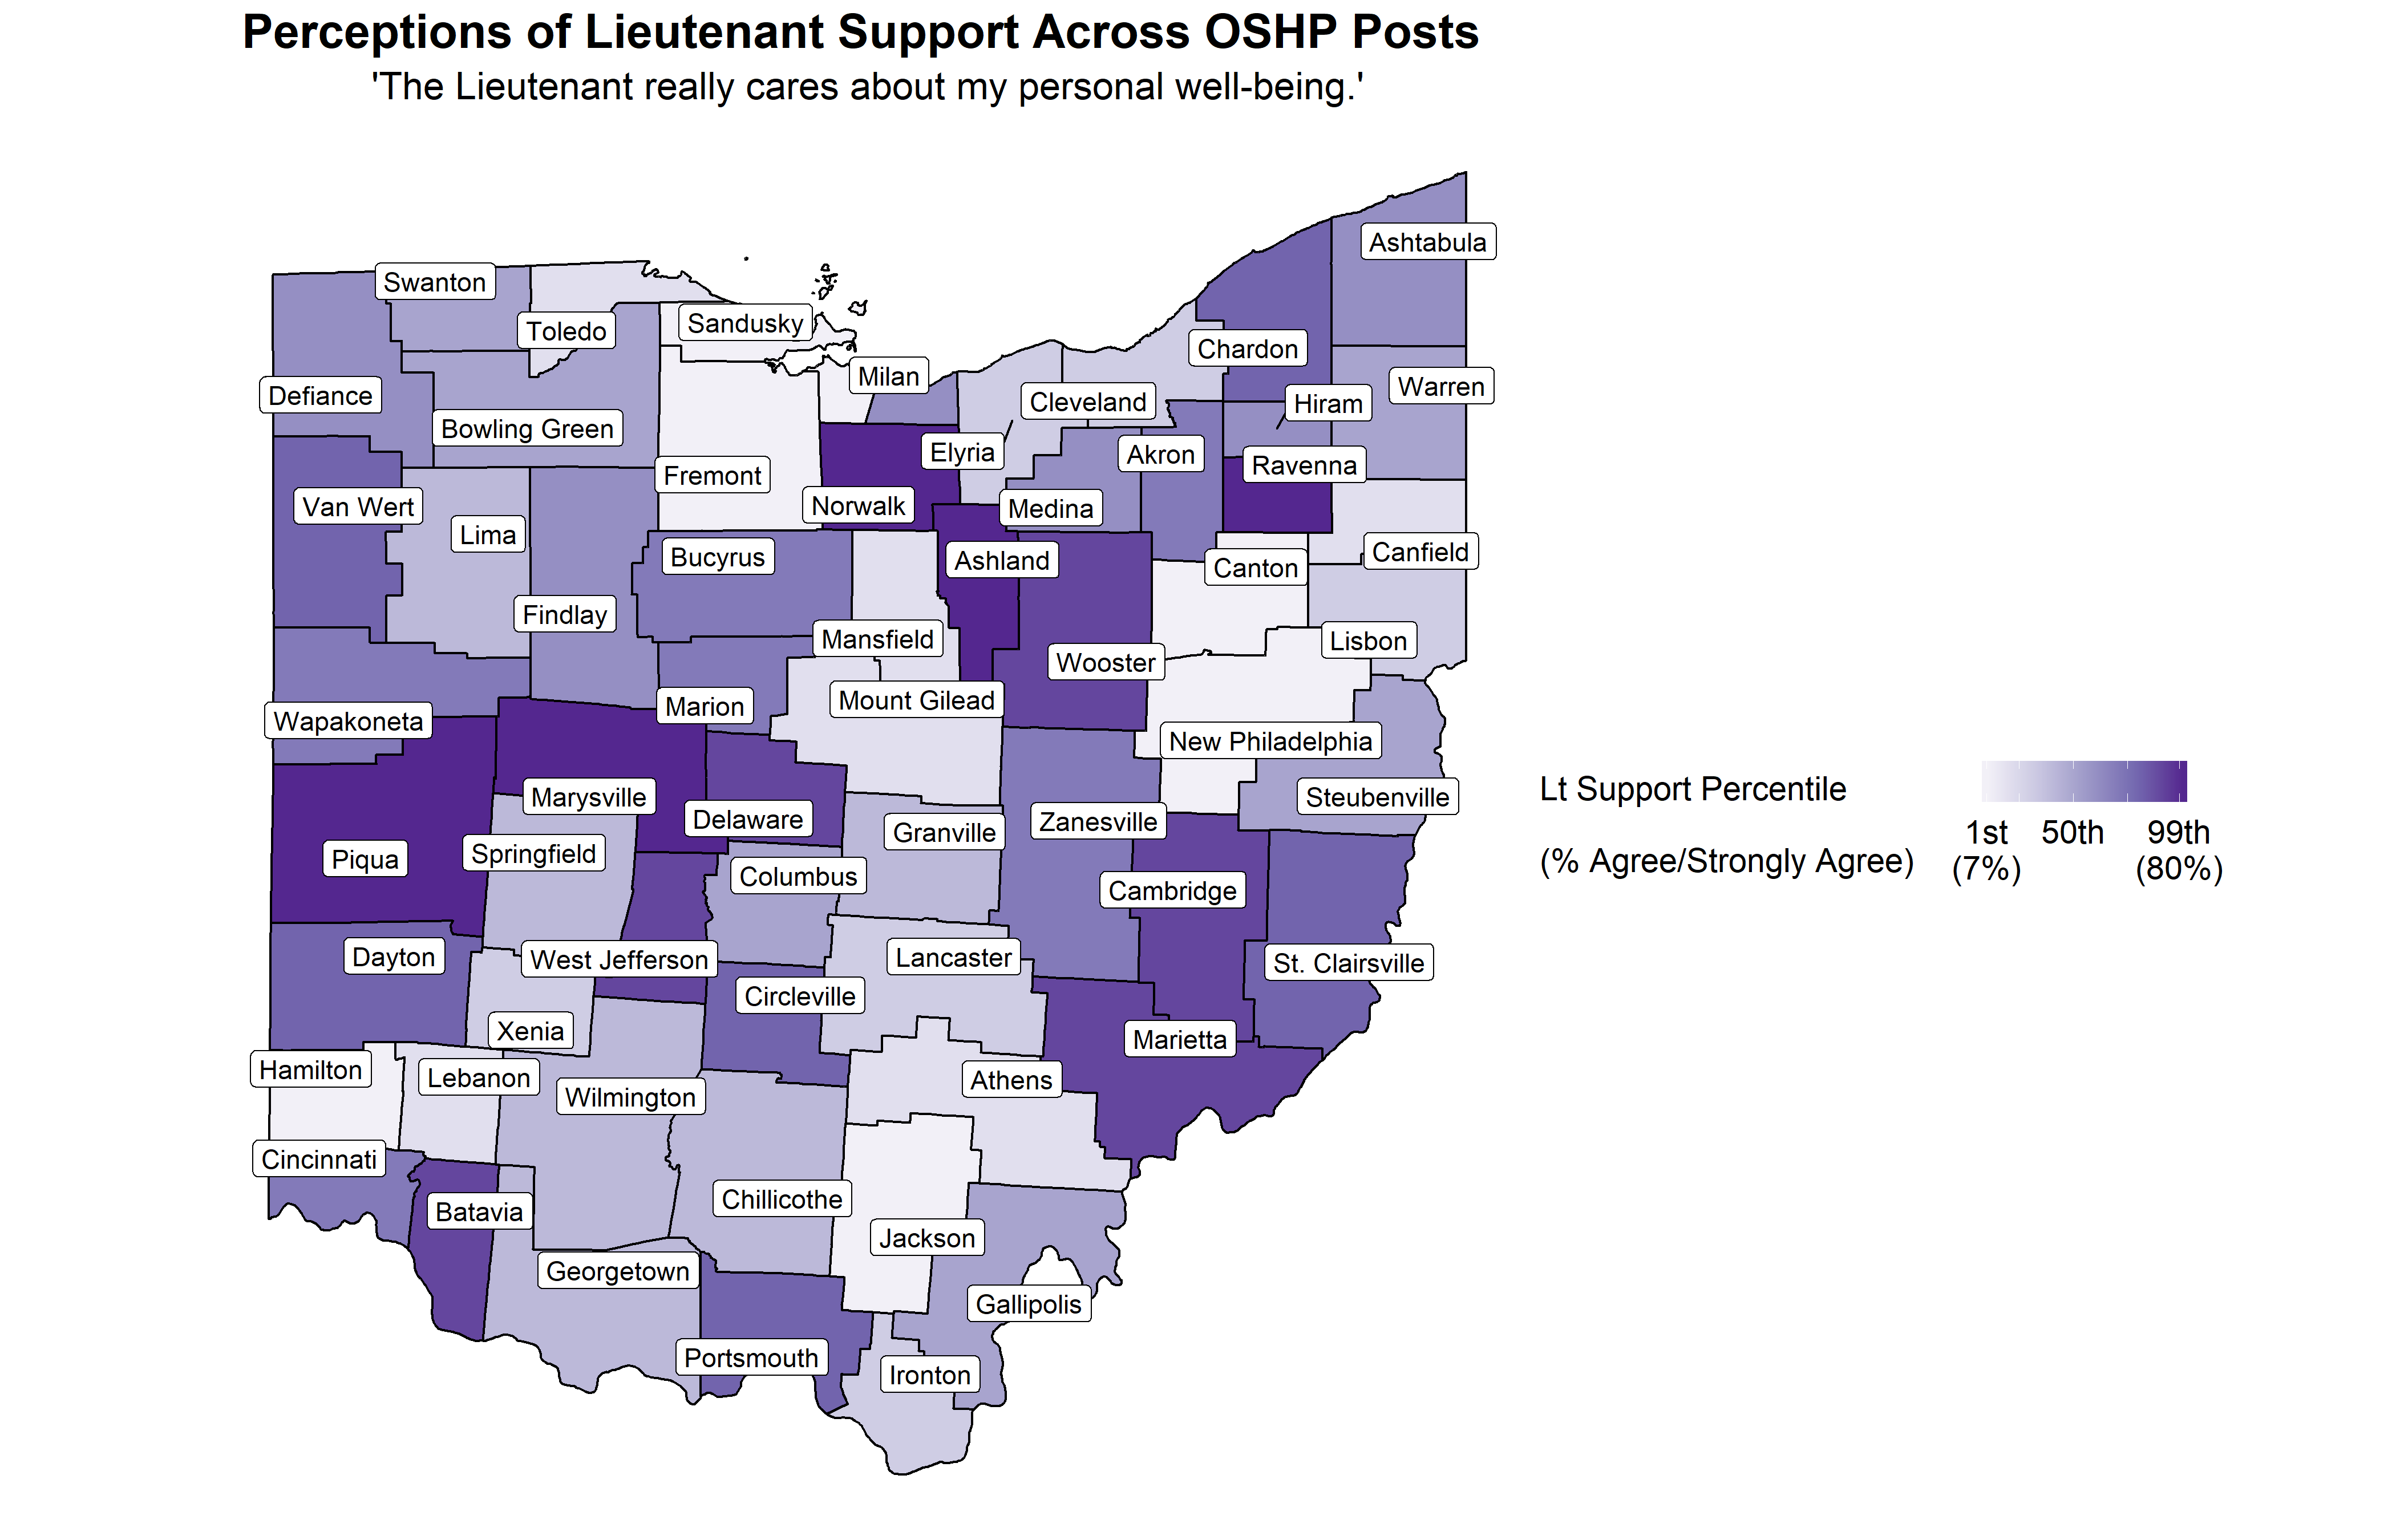 Perceptions of Lieutenant Support Across OSHP Posts
'The Lieutenant really cares about my personal well-being.'
Ashtabula
Swanton
Toledo
Sandusky
Chardon
Milan
Warren
Defiance
Cleveland
Hiram
Bowling Green
Elyria
Akron
Ravenna
Fremont
Van Wert
Norwalk
Medina
Lima
Bucyrus
Ashland
Canfield
Canton
Findlay
Mansfield
Lisbon
Wooster
Mount Gilead
Marion
Wapakoneta
New Philadelphia
Marysville
Steubenville
Delaware
Zanesville
Granville
Springfield
Piqua
Columbus
Cambridge
Dayton
West Jefferson
Lancaster
St. Clairsville
Circleville
Xenia
Marietta
Hamilton
Lebanon
Athens
Wilmington
Cincinnati
Chillicothe
Batavia
Jackson
Georgetown
Gallipolis
Portsmouth
Ironton
Lt Support Percentile
(% Agree/Strongly Agree)
1st 50th 99th
(7%) (80%)